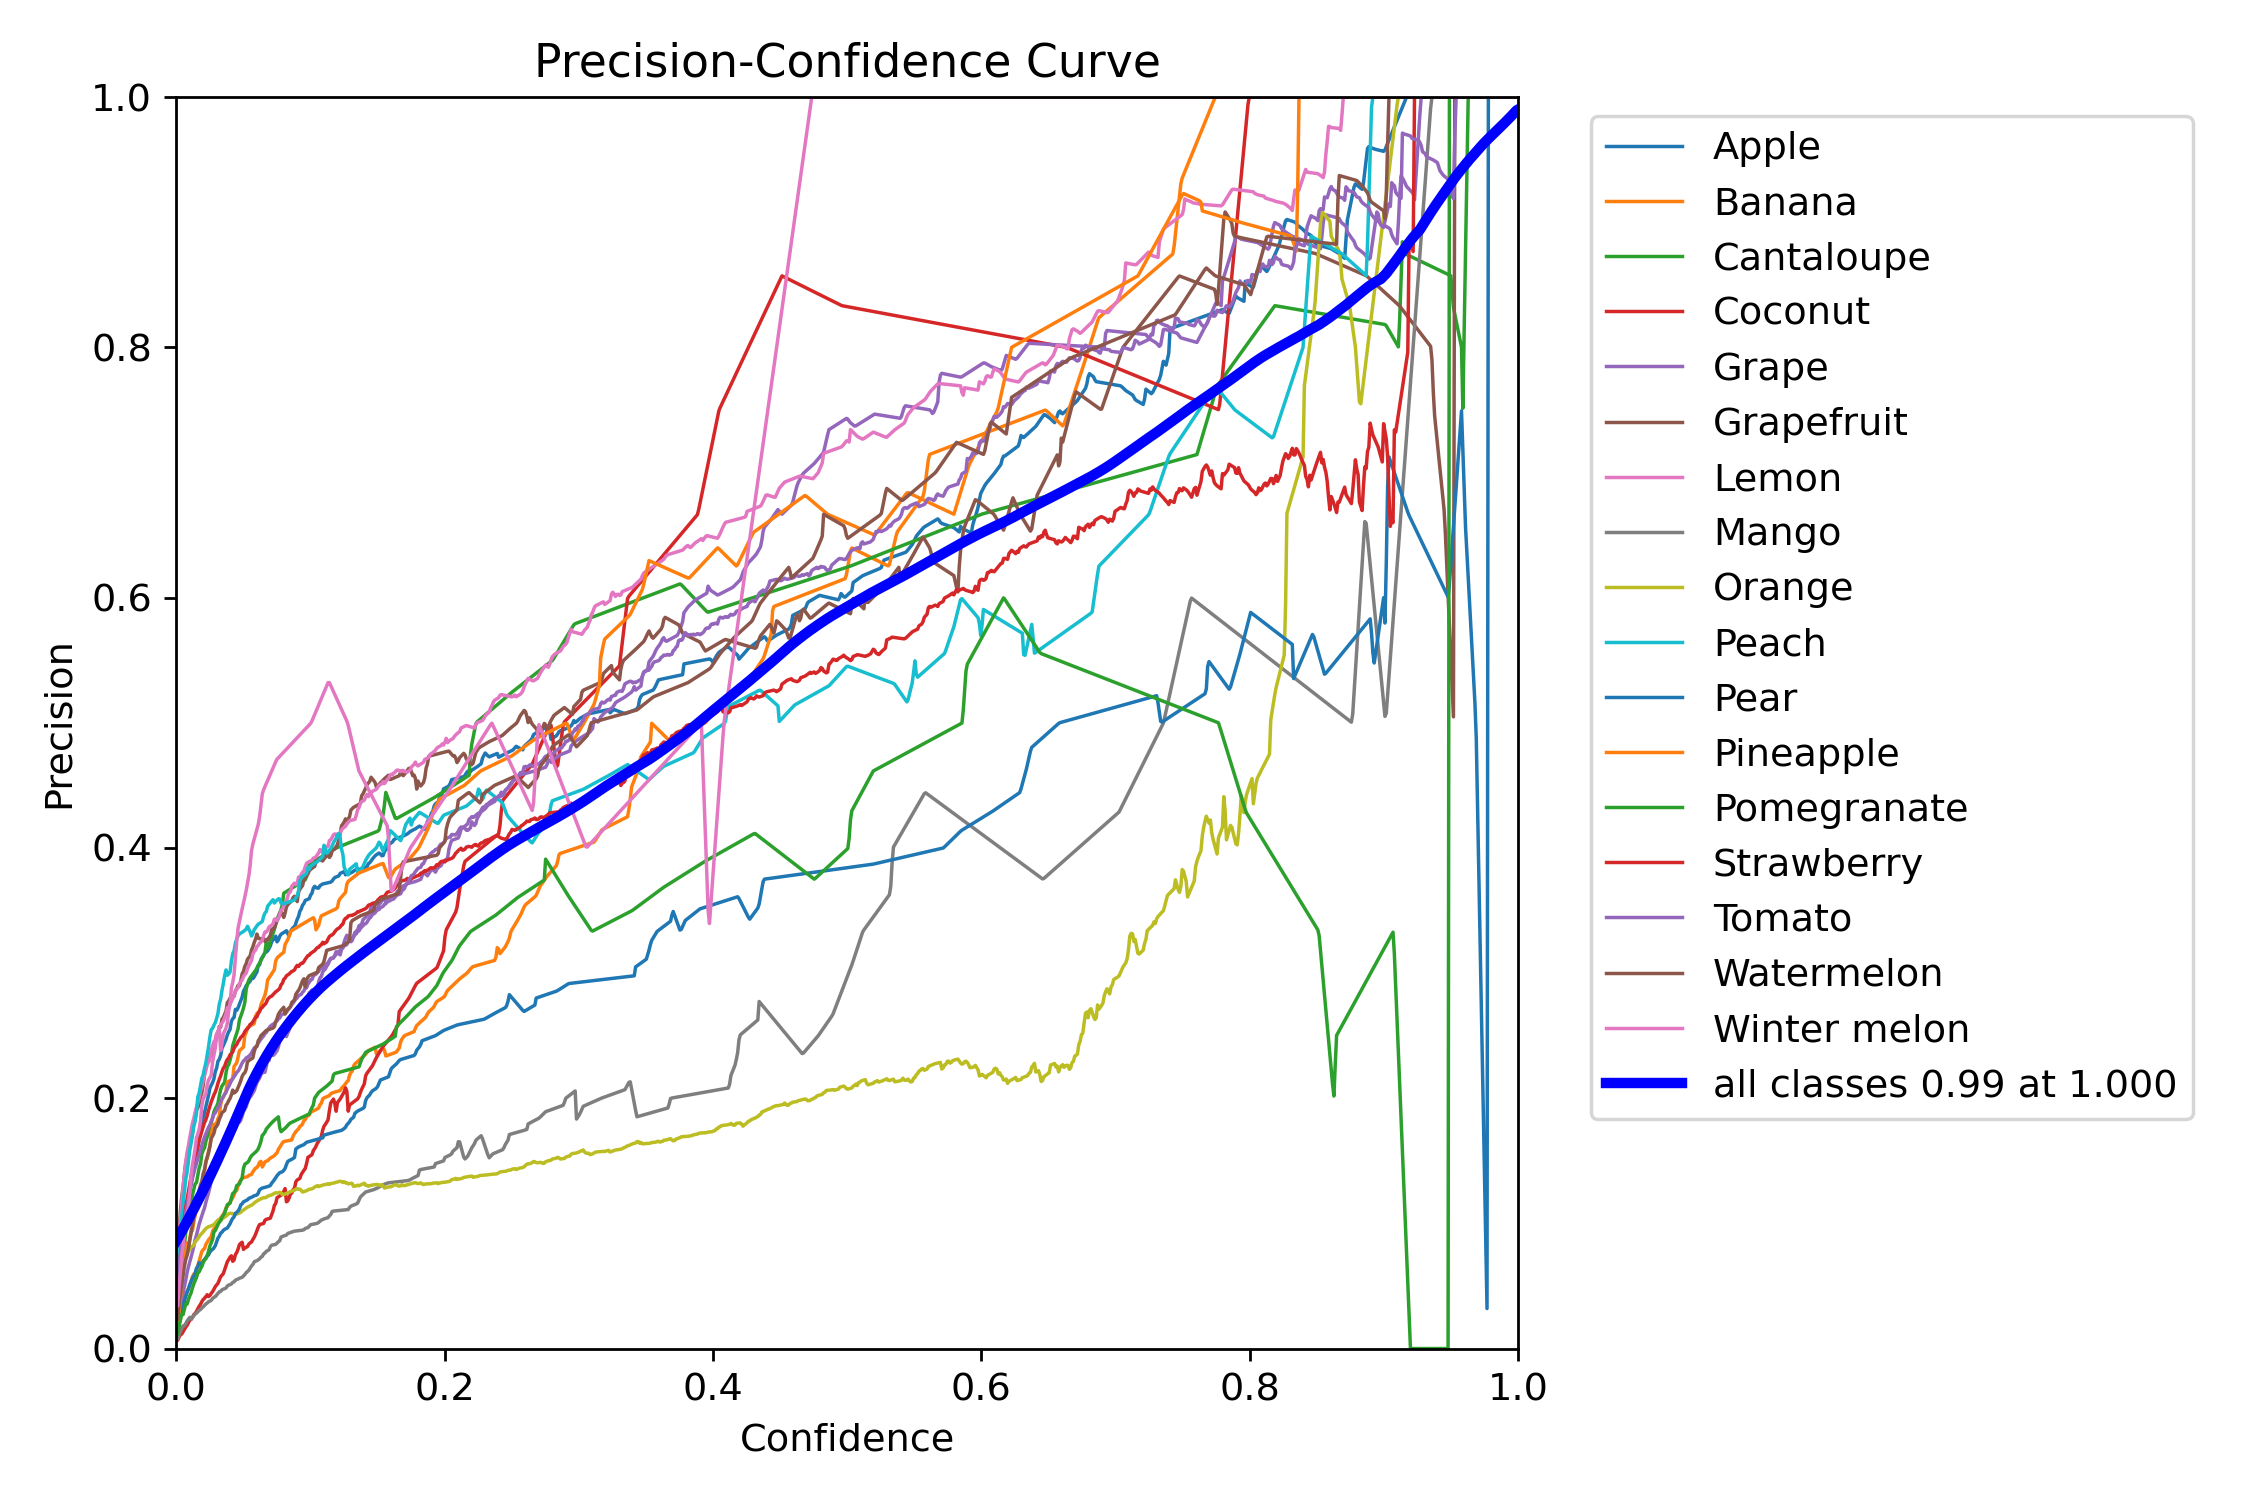 Precision-Confidence Curve
1.0
0.8
0.6
0.4
0.2
0.0
Precision
0.0 0.2 0.4 0.6 0.8 1.0
Confidence
Apple
Banana
Cantaloupe
Coconut
Grape
Grapefruit
Lemon
Mango
Orange
Peach
Pear
Pineapple
Pomegranate
Strawberry
Tomato
Watermelon
Winter melon
all classes 0.99 at 1.000